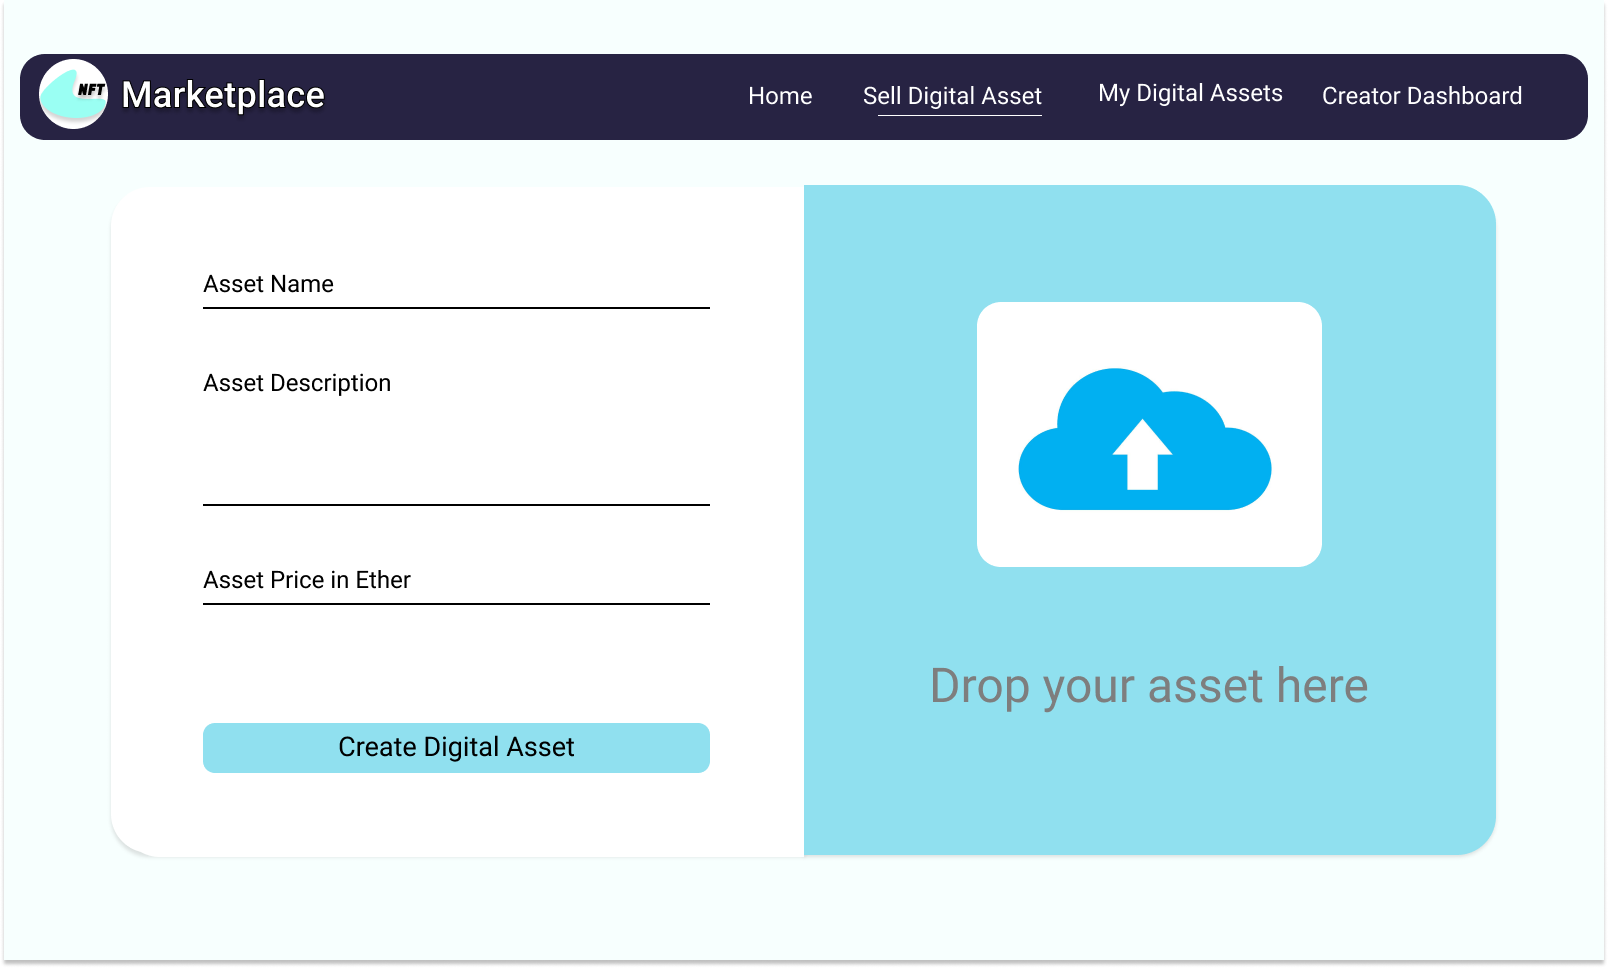 NFT Marketplace Home Sell Digital Asset My Digital Assets Creator Dashboard
Asset Name
Asset Description
Asset Price in Ether
Create Digital Asset
Drop your asset here